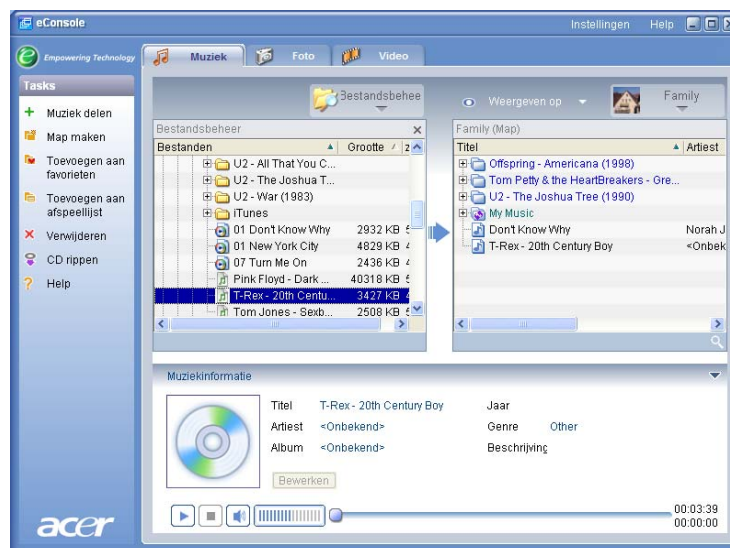 eConsole
Instellingen Help
Empowering Technology
Muziek Foto Video
Tasks
Muziek delen
Map maken
Toevoegen aan favorieten
Toevoegen aan afspeellijst
Verwijderen
CD rippen
Help
Bestandsbehee
Bestandsbeheer
Bestanden Grootte
U2 - All That You C...
U2 - The Joshua T...
U2 - War (1983)
iTunes
01 Don't Know Why 2932 KB
01 New York City 4829 KB
07 Turn Me On 2436 KB
Pink Floyd - Dark ... 40318 KB
T-Rex - 20th Centu... 3427 KB
Tom Jones - Sexb... 2508 KB
Weergeven op Family
Family (Map)
Titel Artiest
Offspring - Americana (1998)
Tom Petty & the HeartBreakers - Gre...
U2 - The Joshua Tree (1990)
My Music
Don't Know Why Norah J
T-Rex - 20th Century Boy <Onbek
Muziekinformatie
Titel T-Rex - 20th Century Boy Jaar
Artiest <Onbekend> Genre Other
Album <Onbekend> Beschrijving
Bewerken
00:03:39
00:00:00
acer